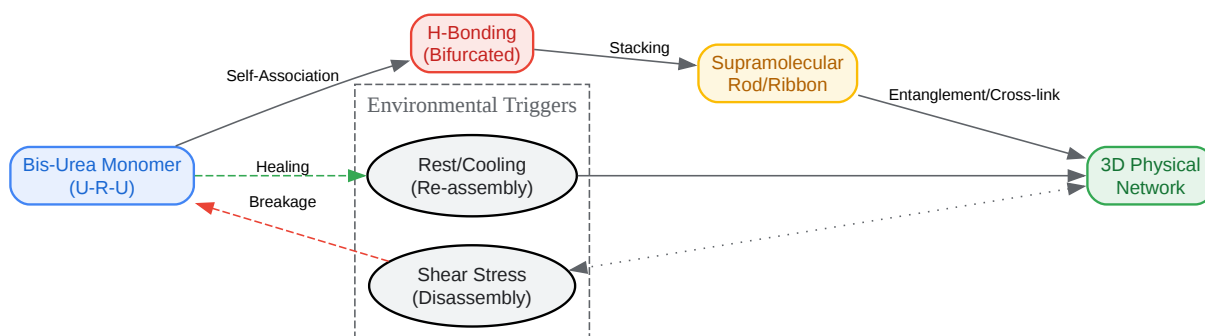 H-Bonding
(Bifurcated)
Stacking
Supramolecular
Rod/Ribbon
Self-Association
Entanglement/Cross-link
Environmental Triggers
Bis-Urea Monomer
(U-R-U)
Healing
Rest/Cooling
(Re-assembly)
3D Physical
Network
Breakage
Shear Stress
(Disassembly)